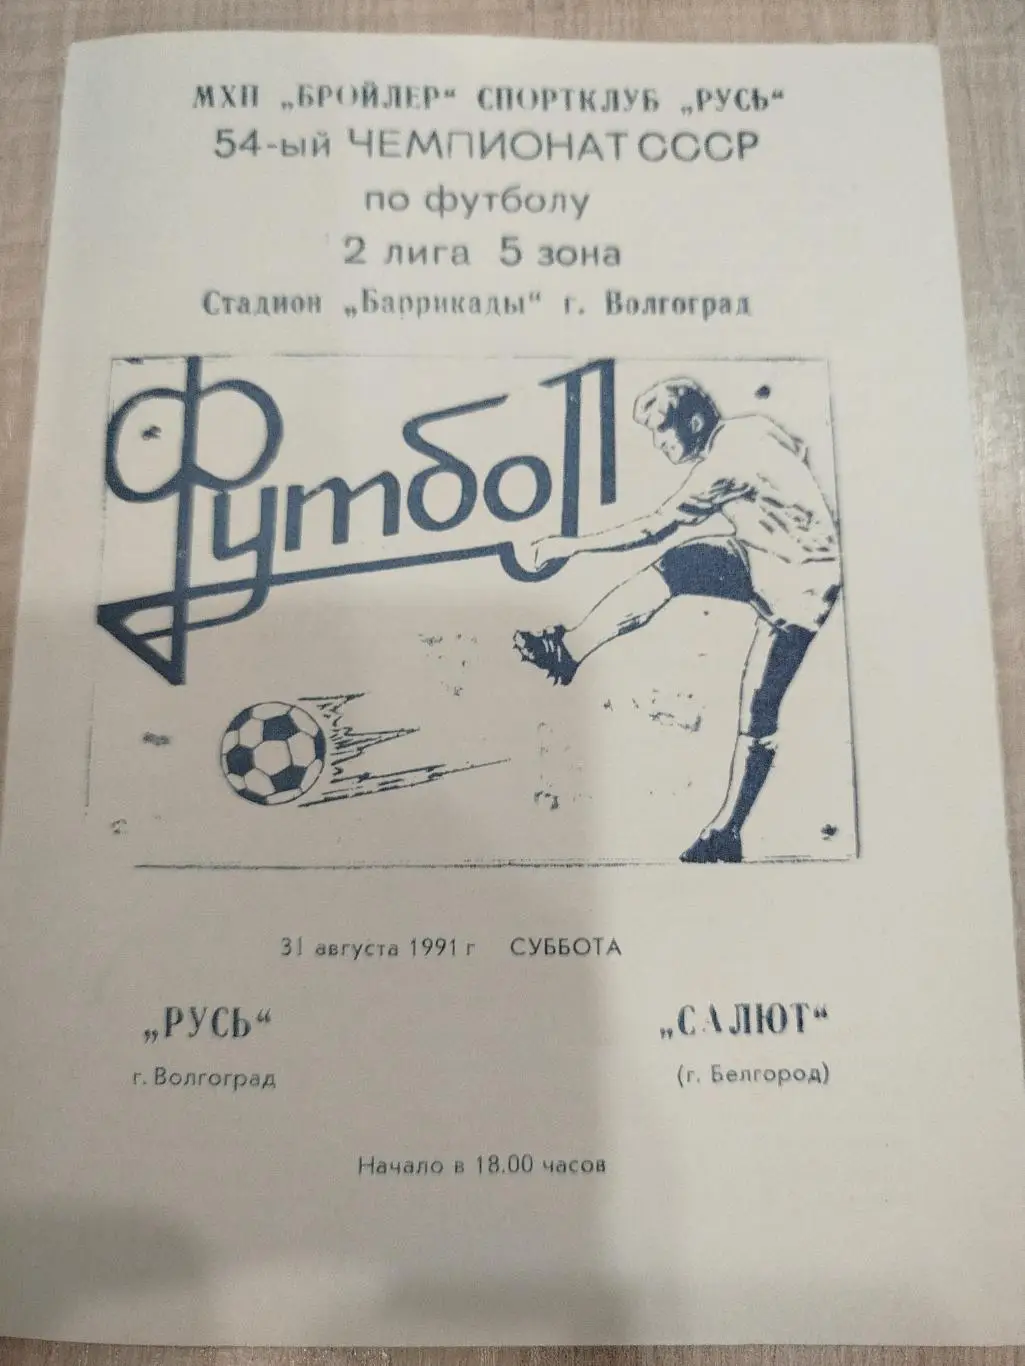 МХП „БРОЙЛЕР“ СПОРТКЛУБ „РУСЬ“
54-ый ЧЕМПИОНАТ СССР
по футболу
2 лига 5 зона
Стадион „Баррикады“ г. Волгоград
Футбол
31 августа 1991 г СУББОТА
„РУСЬ“ „САЛЮТ“
г. Волгоград (г. Белгород)
Начало в 18.00 часов